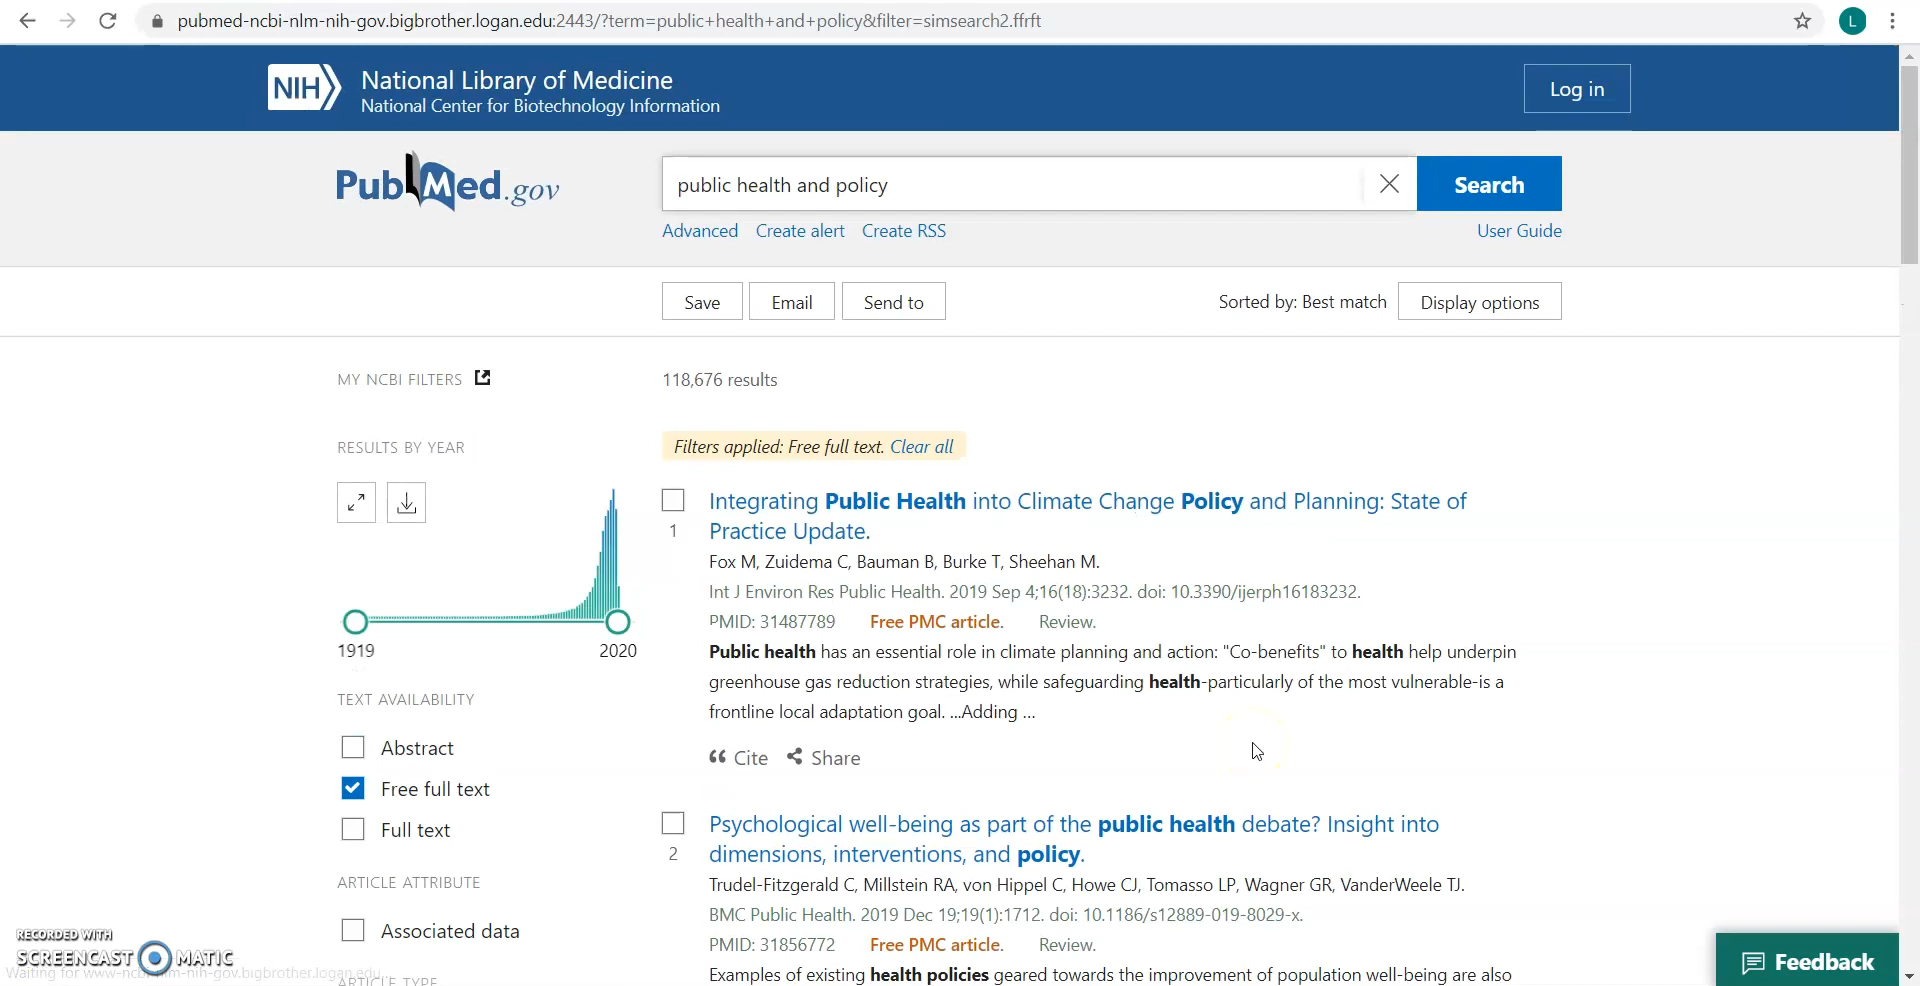 pubmed-ncbi-nlm-nih-gov.bigbrother.logan.edu:2443/?term=public+health+and+policy&filter=simsearch2.ffrft
L
NIH
National Library of Medicine
National Center for Biotechnology Information
Log in
PubMed.gov
public health and policy
Search
Advanced
Create alert
Create RSS
User Guide
Save
Email
Send to
Sorted by: Best match
Display options
MY NCBI FILTERS
118,676 results
RESULTS BY YEAR
1919
2020
TEXT AVAILABILITY
Abstract
Free full text
Full text
ARTICLE ATTRIBUTE
Associated data
ARTICLE TYPE
Filters applied: Free full text. Clear all
1
Integrating Public Health into Climate Change Policy and Planning: State of
Practice Update.
Fox M, Zuidema C, Bauman B, Burke T, Sheehan M.
Int J Environ Res Public Health. 2019 Sep 4;16(18):3232. doi: 10.3390/ijerph16183232.
PMID: 31487789 Free PMC article. Review.
Public health has an essential role in climate planning and action: "Co-benefits" to health help underpin
greenhouse gas reduction strategies, while safeguarding health-particularly of the most vulnerable-is a
frontline local adaptation goal. ...Adding ...
Cite
Share
2
Psychological well-being as part of the public health debate? Insight into
dimensions, interventions, and policy.
Trudel-Fitzgerald C, Millstein RA, von Hippel C, Howe CJ, Tomasso LP, Wagner GR, VanderWeele TJ.
BMC Public Health. 2019 Dec 19;19(1):1712. doi: 10.1186/s12889-019-8029-x.
PMID: 31856772 Free PMC article. Review.
Examples of existing health policies geared towards the improvement of population well-being are also
Feedback
RECORDED WITH
SCREENCAST MATIC
Waiting for www-ncbi-nlm-nih-gov.bigbrother.logan.edu...